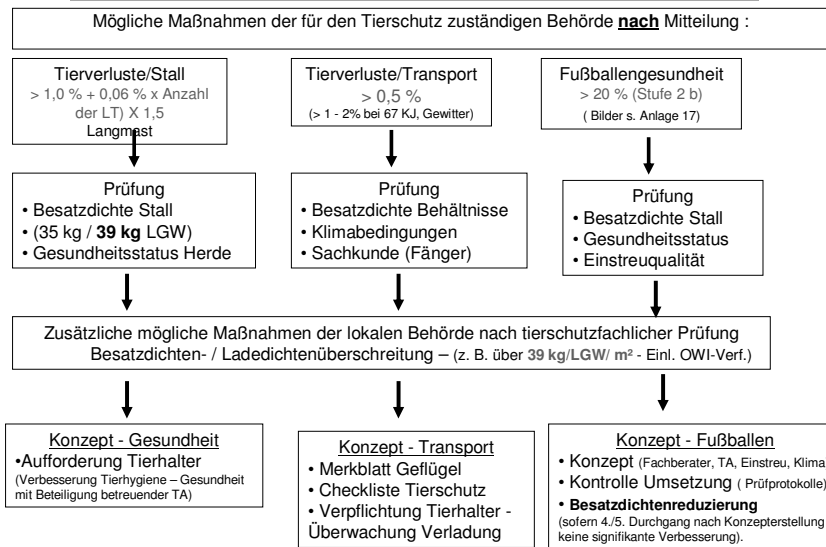 Mögliche Maßnahmen der für den Tierschutz zuständigen Behörde nach Mitteilung :
Tierverluste/Stall
> 1,0 % + 0,06 % x Anzahl
der LT) X 1,5
Langmast
Tierverluste/Transport
> 0,5 %
(> 1 - 2% bei 67 KJ, Gewitter)
Fußballengesundheit
> 20 % (Stufe 2 b)
( Bilder s. Anlage 17)
Prüfung
• Besatzdichte Stall
• (35 kg / 39 kg LGW)
• Gesundheitsstatus Herde
Prüfung
• Besatzdichte Behältnisse
• Klimabedingungen
• Sachkunde (Fänger)
Prüfung
• Besatzdichte Stall
• Gesundheitsstatus
• Einstreuqualität
Zusätzliche mögliche Maßnahmen der lokalen Behörde nach tierschutzfachlicher Prüfung
Besatzdichten- / Ladedichtenüberschreitung – (z. B. über 39 kg/LGW/ m² - Einl. OWI-Verf.)
Konzept - Gesundheit
•Aufforderung Tierhalter
(Verbesserung Tierhygiene – Gesundheit
mit Beteiligung betreuender TA)
Konzept - Transport
• Merkblatt Geflügel
• Checkliste Tierschutz
• Verpflichtung Tierhalter -
Überwachung Verladung
Konzept - Fußballen
• Konzept (Fachberater, TA, Einstreu, Klima
• Kontrolle Umsetzung ( Prüfprotokolle)
• Besatzdichtenreduzierung
(sofern 4./5. Durchgang nach Konzepterstellung
keine signifikante Verbesserung).